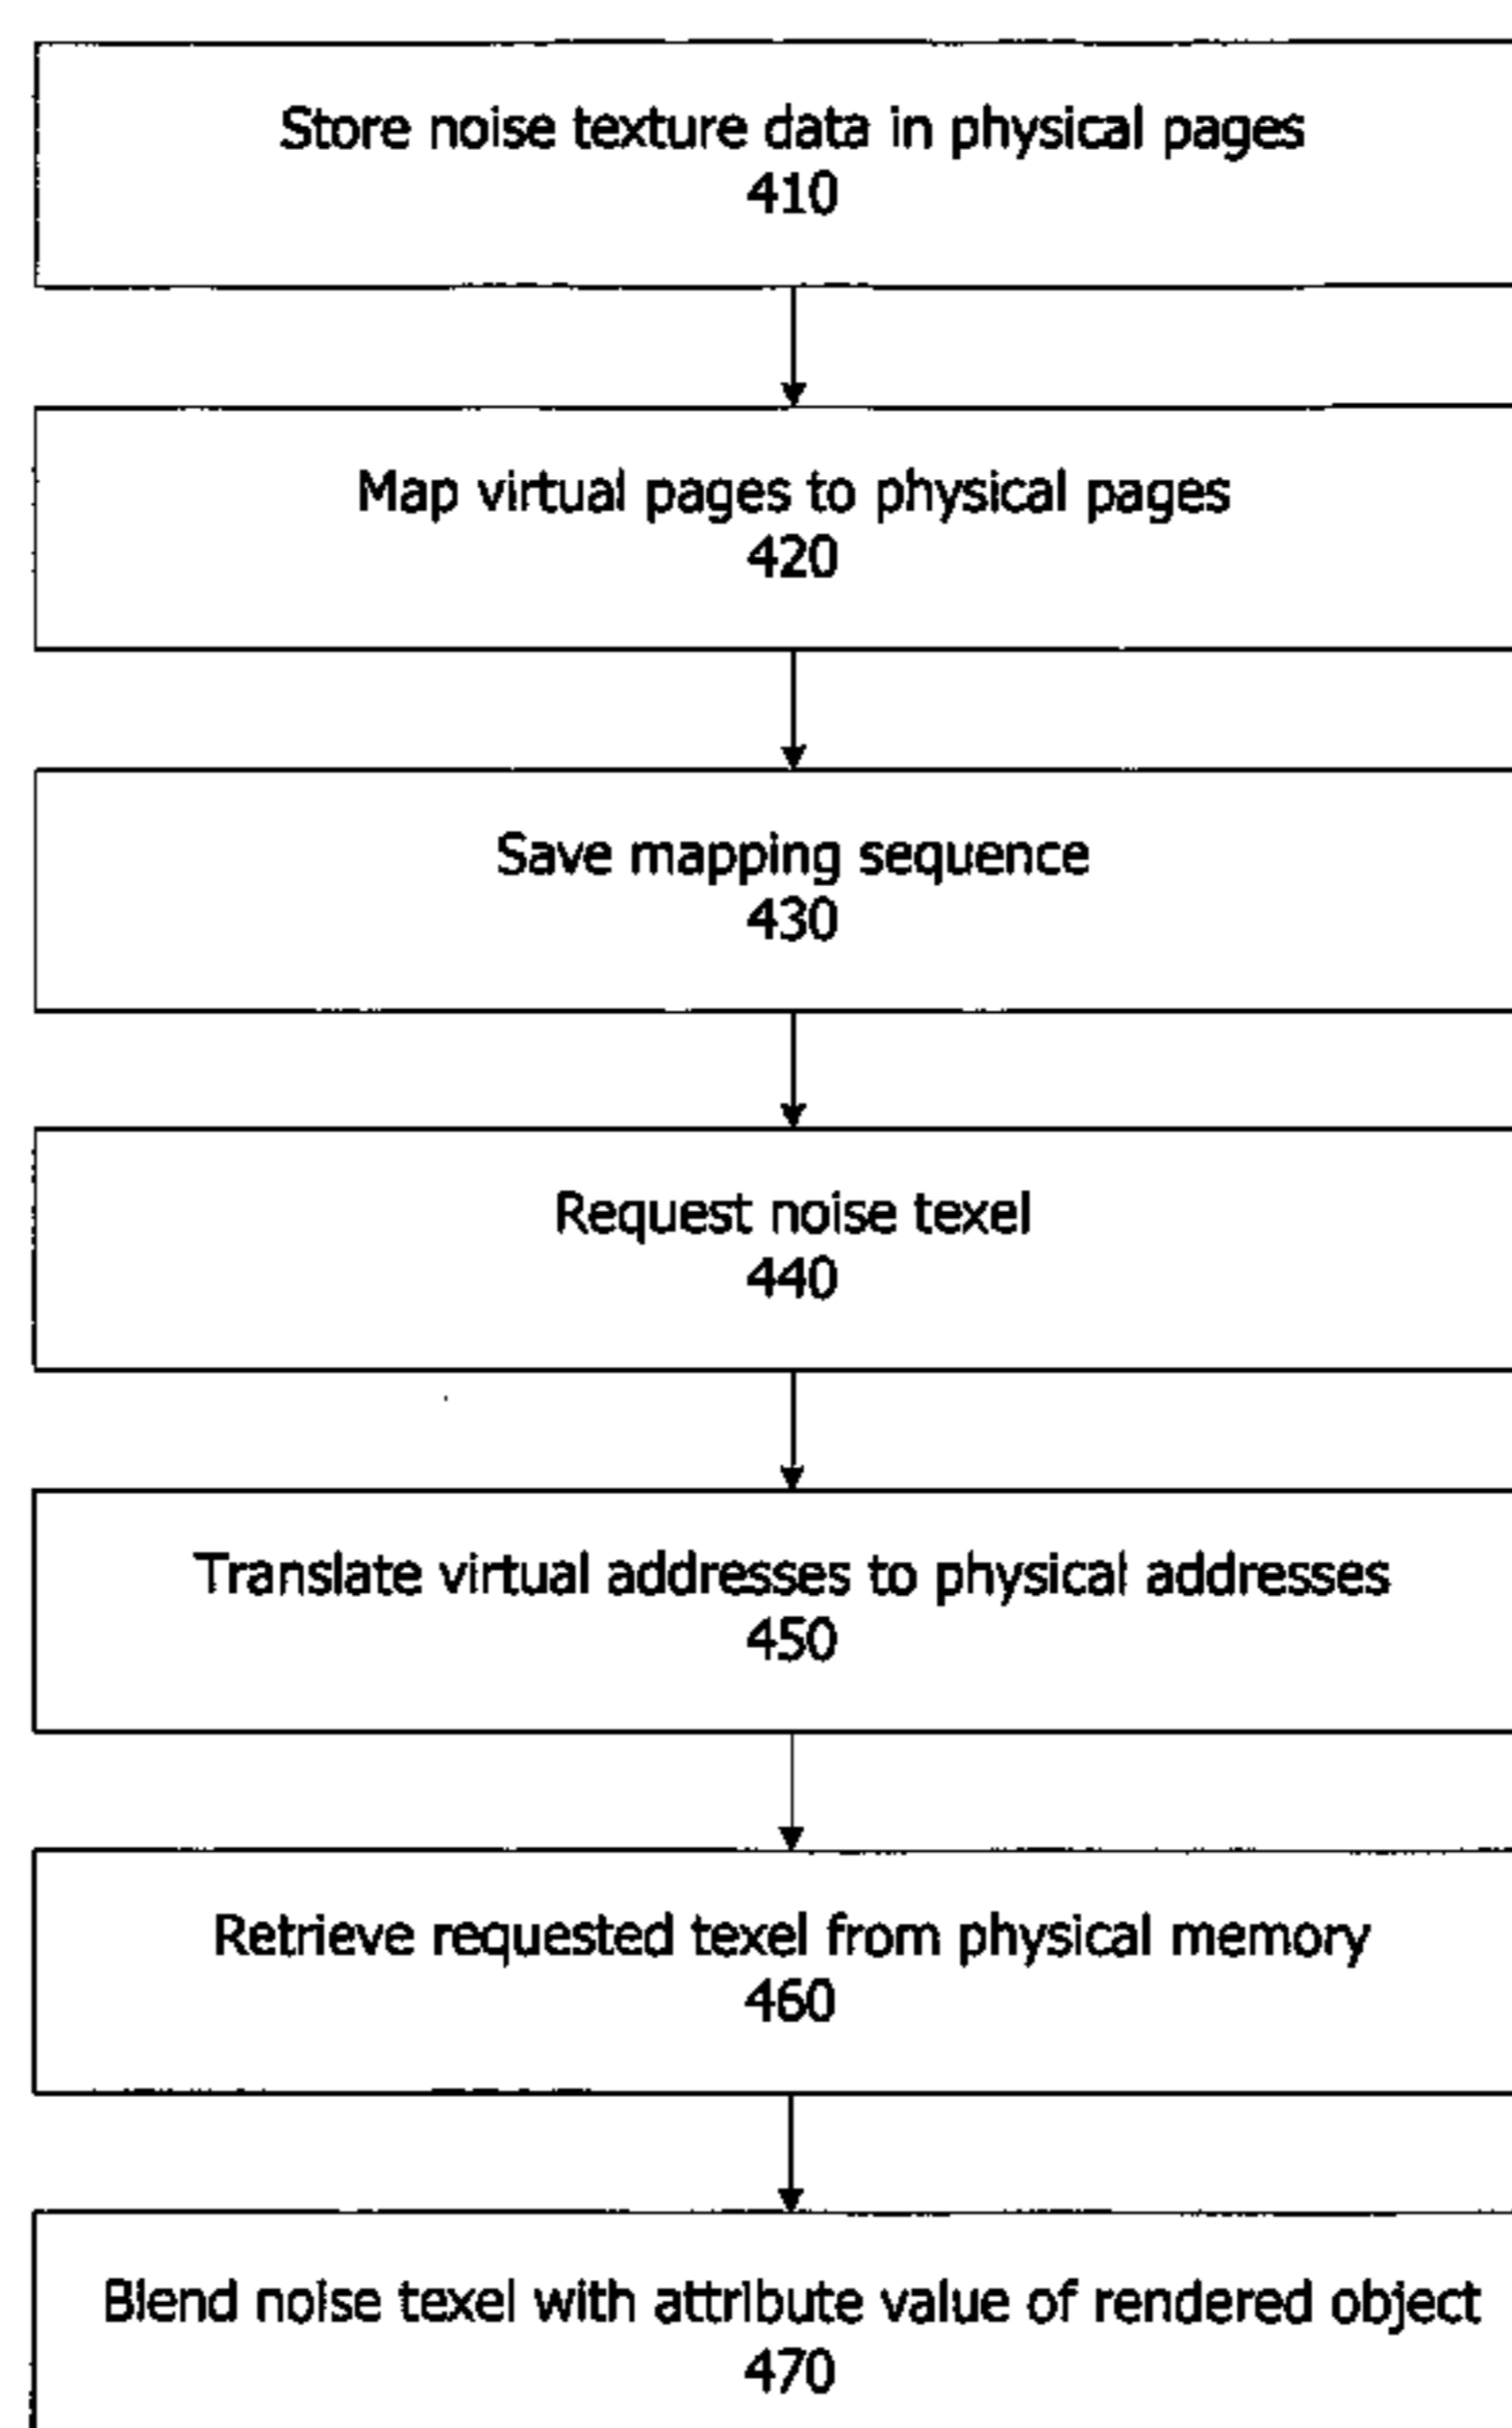 Store noise texture data in physical pages
410
Map virtual pages to physical pages
420
Save mapping sequence
430
Request noise texel
440
Translate virtual addresses to physical addresses
450
Retrieve requested texel from physical memory
460
Blend noise texel with attribute value of rendered object
470